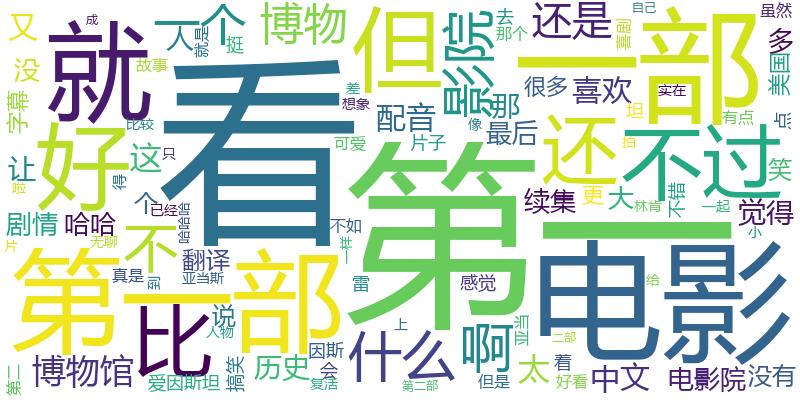 又
没
字幕
就
成
一个
人
就是
挺
博物
但
影院
去
那个
那
还是
喜剧
自己
一部
虽然
多
美国
点
实在
有点
很多
喜欢
故事
比较
只
看
差
想象
配音
像
片子
可爱
最后
坦
拍
还
不过
笑
好
这
让
得
个
已经
哈哈哈
剧情
哈哈
不
片
啦
无聊
第一部
真是
到
翻译
亚当斯
不如
一样
雷
第二
感觉
续集
更
大
林肯
不错
一起
觉得
小
电影
给
比
说
人物
什么
上
啊
亚当
二部
博物馆
第二
爱因斯坦
搞笑
历史
因斯
会
复活
第二部
但是
太
着
好看
中文
电影院
没有